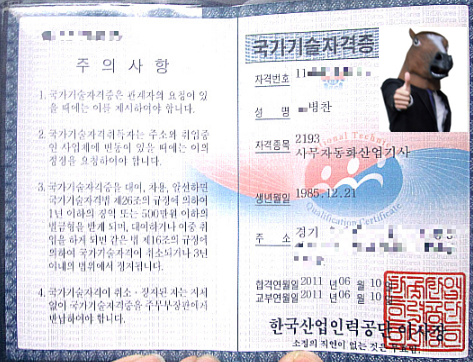 주 의 사 항
1. 국가기술자격증은 관계자의 요청이 있
을 때에는 이를 제시하여야 합니다.
2. 국가기술자격취득자는 주소와 취업중
인 사업체에 변동이 있을 때에는 이의
정정을 요청하여야 합니다.
3. 국가기술자격증을 대여, 차용, 알선하면
국가기술자격법 제26조의 규정에 의하여
1년 이하의 징역 또는 500만원 이하의
벌금형을 받게 되며, 대여하거나 이중 취
업을 하게 되면 같은 법 제16조의 규정에
의하여 국가기술자격이 취소되거나 3년
이내의 범위에서 정지됩니다.
4. 국가기술자격이 취소·정지된 자는 지체
없이 국가기술자격증을 주무부장관에게
반납하여야 합니다.
국가기술자격증
자격번호 11
성 명 병찬
자격종목 2193
사무자동화산업기사
생년월일 1985.12.21
Qualification Certificate
주 소 경기
합격연월일 2011 년 06 월 10
교부연월일 2011 년 06 월 10
한국산업인력공단 이사장
소정의 직인이 없는 것은